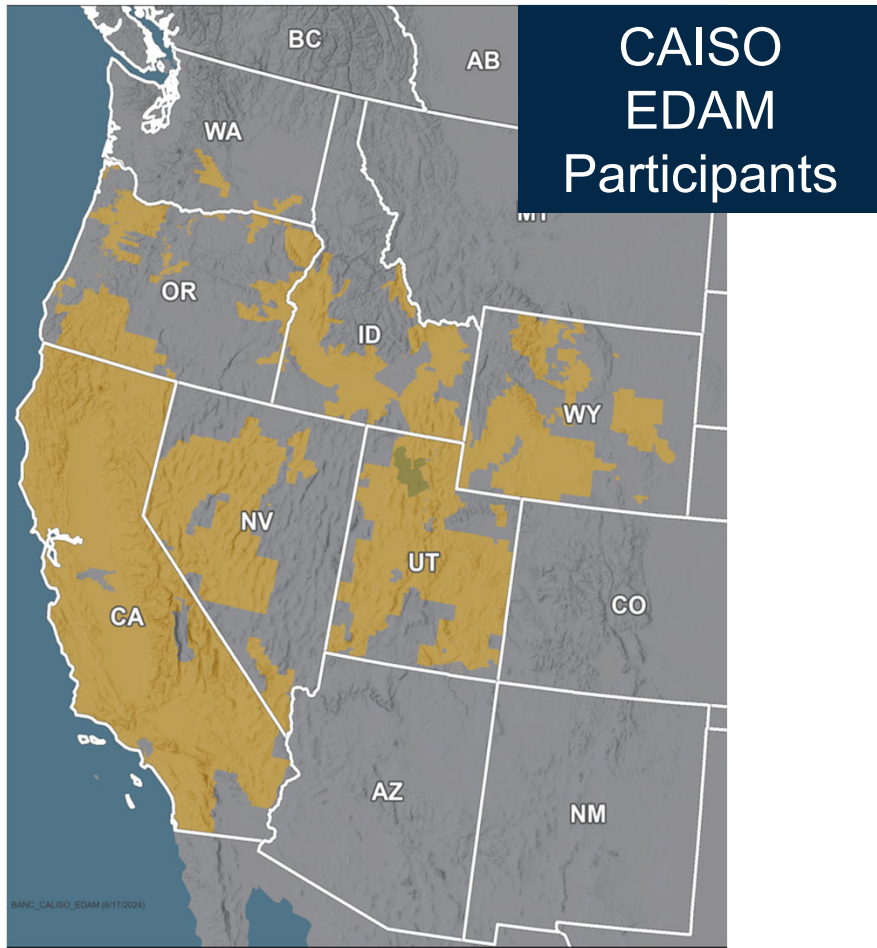 CAISO
EDAM
Participants
BC
AB
WA
MT
OR
ID
WY
NV
UT
CO
CA
AZ
NM
BANC_CALISO_EDAM (6/17/2024)